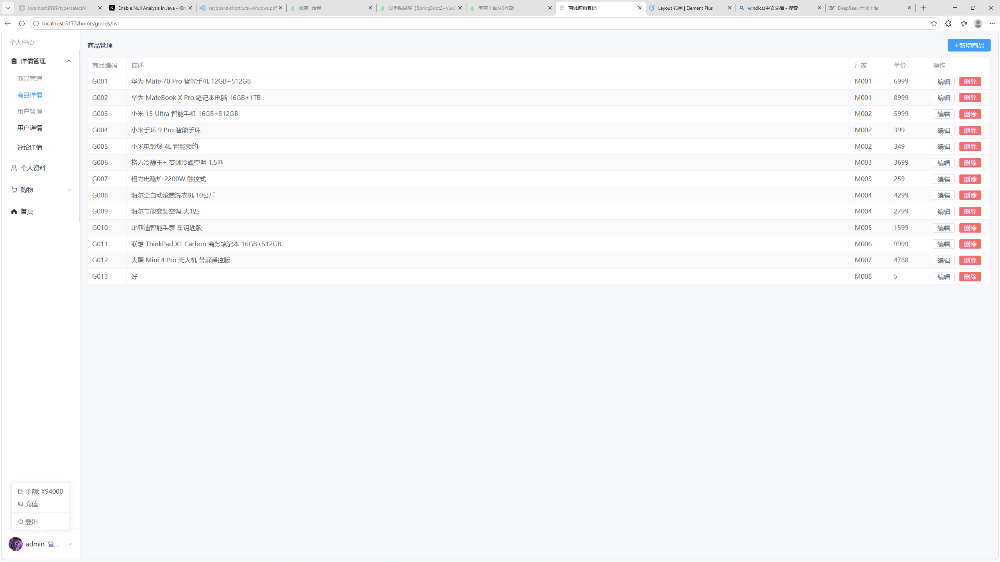 localhost:9999/type/selectAll
Enable Null Analysis in Java - Kim
keyboard-shortcuts-windows.pdf
收藏 · 语雀
脚手架讲解【SpringBoot2+Vue2
电商平台从0代敲
商城购物系统
Layout 布局 | Element Plus
windicss中文文档 - 搜索
DeepSeek 开放平台
localhost:5173/home/goods/list
个人中心
详情管理
商品管理
商品详情
用户管理
用户详情
评论详情
个人资料
购物
首页
商品管理
+新增商品
商品编码 描述 厂家 单价 操作
G001 华为 Mate 70 Pro 智能手机 12GB+512GB M001 6999 编辑 删除
G002 华为 MateBook X Pro 笔记本电脑 16GB+1TB M001 8999 编辑 删除
G003 小米 15 Ultra 智能手机 16GB+512GB M002 5999 编辑 删除
G004 小米手环 9 Pro 智能手环 M002 399 编辑 删除
G005 小米电饭煲 4L 智能预约 M002 349 编辑 删除
G006 格力冷静王+ 变频冷暖空调 1.5匹 M003 3699 编辑 删除
G007 格力电磁炉 2200W 触控式 M003 259 编辑 删除
G008 海尔全自动滚筒洗衣机 10公斤 M004 4299 编辑 删除
G009 海尔节能变频空调 大1匹 M004 2799 编辑 删除
G010 比亚迪智能手表 车钥匙版 M005 1599 编辑 删除
G011 联想 ThinkPad X1 Carbon 商务笔记本 16GB+512GB M006 9999 编辑 删除
G012 大疆 Mini 4 Pro 无人机 带屏遥控版 M007 4788 编辑 删除
G013 好 M008 5 编辑 删除
余额: ¥94000
充值
登出
admin 管...